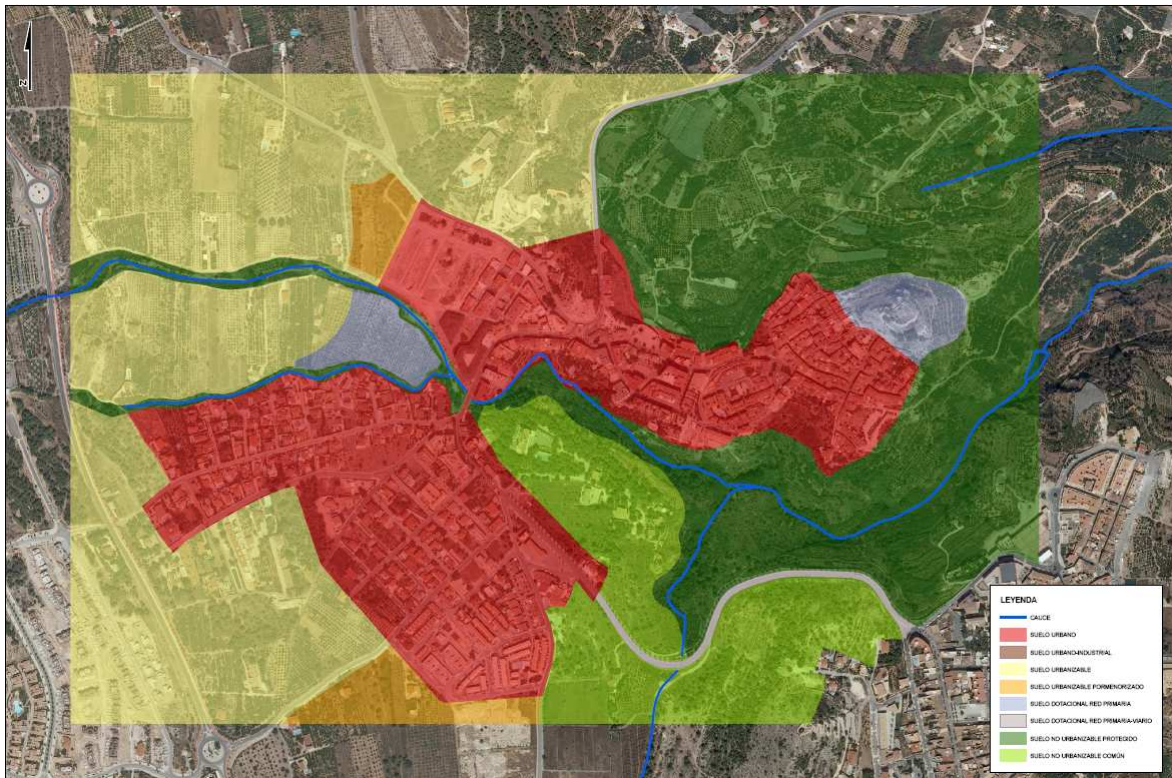 N
LEYENDA
CAUCE
SUELO URBANO
SUELO URBANO-INDUSTRIAL
SUELO URBANIZABLE
SUELO URBANIZABLE PORMENORIZADO
SUELO DOTACIONAL RED PRIMARIA
SUELO DOTACIONAL RED PRIMARIA-VIARIO
SUELO NO URBANIZABLE PROTEGIDO
SUELO NO URBANIZABLE COMÚN